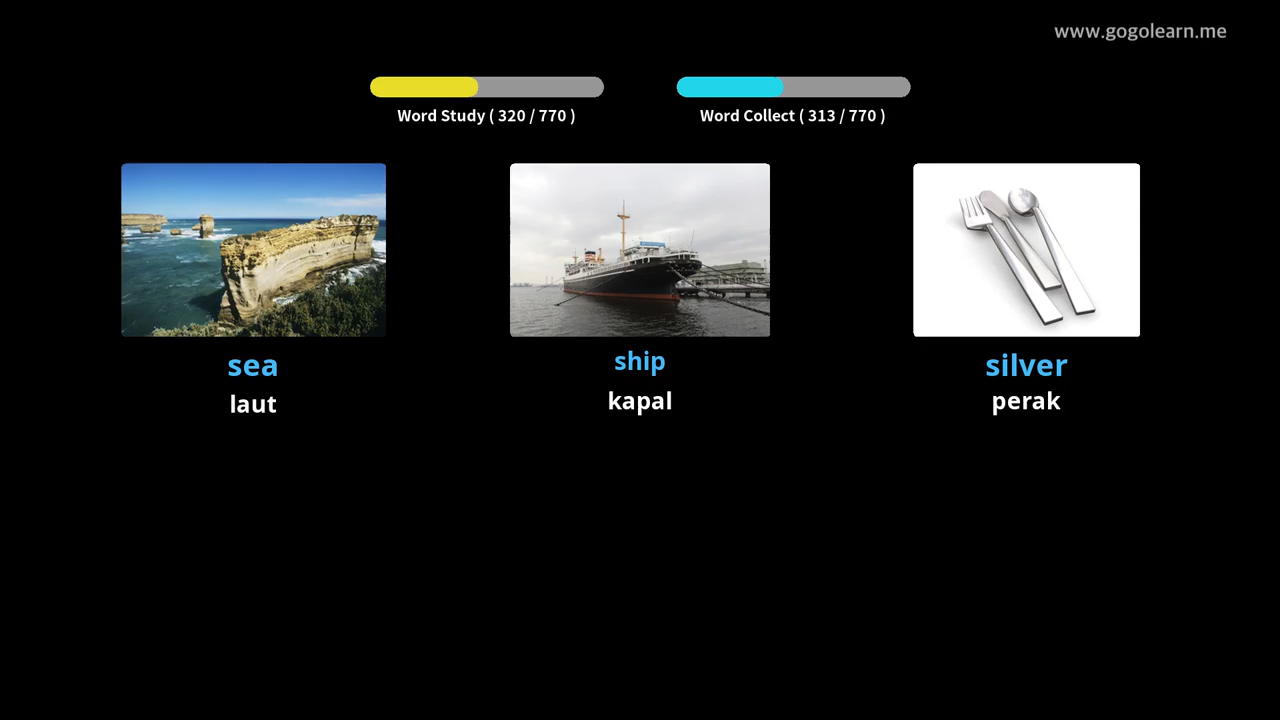 www.gogolearn.me
Word Study ( 320 / 770 )
Word Collect ( 313 / 770 )
sea
laut
ship
kapal
silver
perak